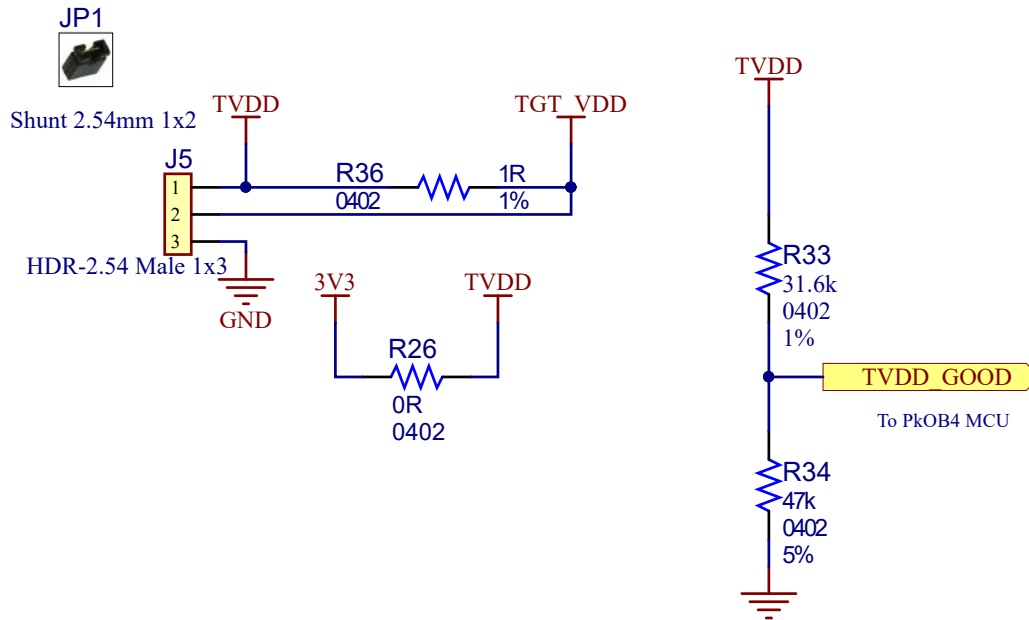 JP1
Shunt 2.54mm 1x2
TVDD
TGT_VDD
J5
1
2
3
HDR-2.54 Male 1x3
R36
0402
1R
1%
GND
3V3
TVDD
R26
0R
0402
TVDD
R33
31.6k
0402
1%
TVDD_GOOD
To PkOB4 MCU
R34
47k
0402
5%